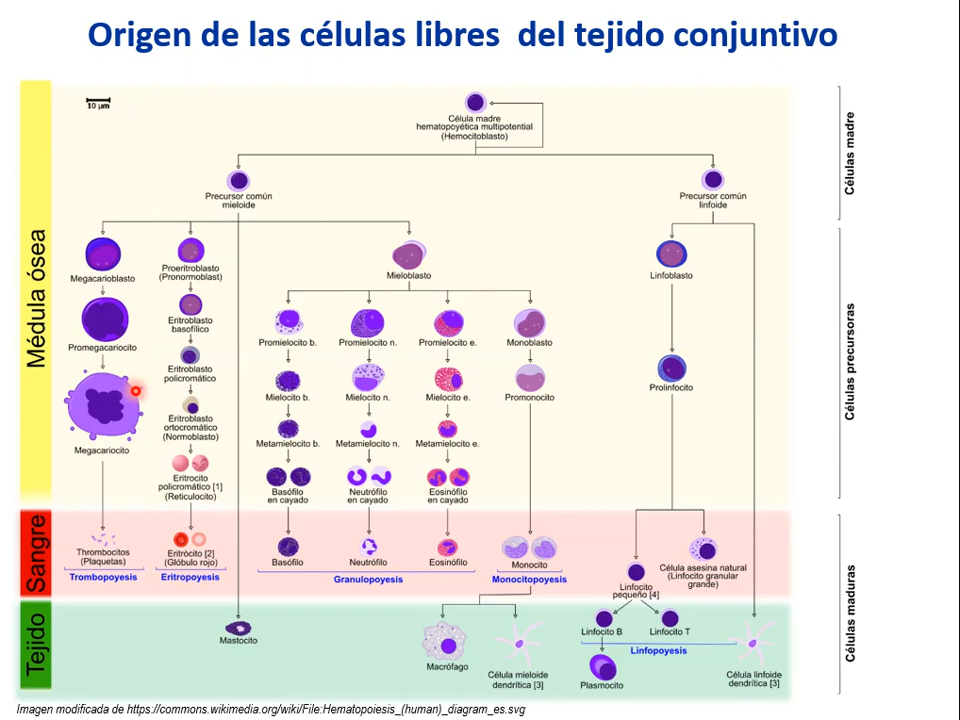 Origen de las células libres  del tejido conjuntivo
10 µm
Célula madre
hematopoyética multipotential
(Hemocitoblasto)
Precursor común
mieloide
Precursor común
linfoide
Megacarioblasto
Proeritroblasto
(Pronormoblast)
Mieloblasto
Linfoblasto
Promegacariocito
Eritroblasto
basofílico
Promielocito b.
Promielocito n.
Promielocito e.
Monoblasto
Eritroblasto
policromático
Mielocito b.
Mielocito n.
Mielocito e.
Promonocito
Prolinfocito
Eritroblasto
ortocromático
(Normoblasto)
Megacariocito
Metamielocito b.
Metamielocito n.
Metamielocito e.
Eritrocito
policromático [1]
(Reticulocito)
Basófilo
en cayado
Neutrófilo
en cayado
Eosinófilo
en cayado
Thrombocitos
(Plaquetas)
Eritròcito [2]
(Glóbulo rojo)
Basófilo
Neutrófilo
Eosinófilo
Monocito
Célula asesina natural
(Linfocito granular
grande)
Linfocito
pequeño [4]
Trombopoyesis
Eritropoyesis
Granulopoyesis
Monocitopoyesis
Mastocito
Macrófago
Célula mieloide
dendrítica [3]
Linfocito B
Linfocito T
Linfopoyesis
Plasmocito
Célula linfoide
dendrítica [3]
Médula ósea
Sangre
Tejido
Células madre
Células precursoras
Células maduras
Imagen modificada de https://commons.wikimedia.org/wiki/File:Hematopoiesis_(human)_diagram_es.svg